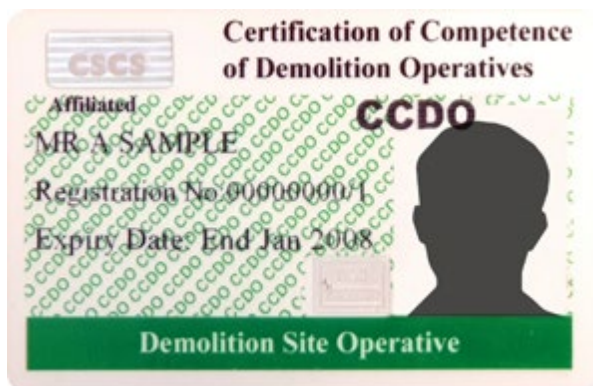 Certification of Competence
of Demolition Operatives
CSCS
Affiliated
CCDO
MR A SAMPLE
Registration No 00000000/1
Expiry Date: End Jan 2008
Demolition Site Operative